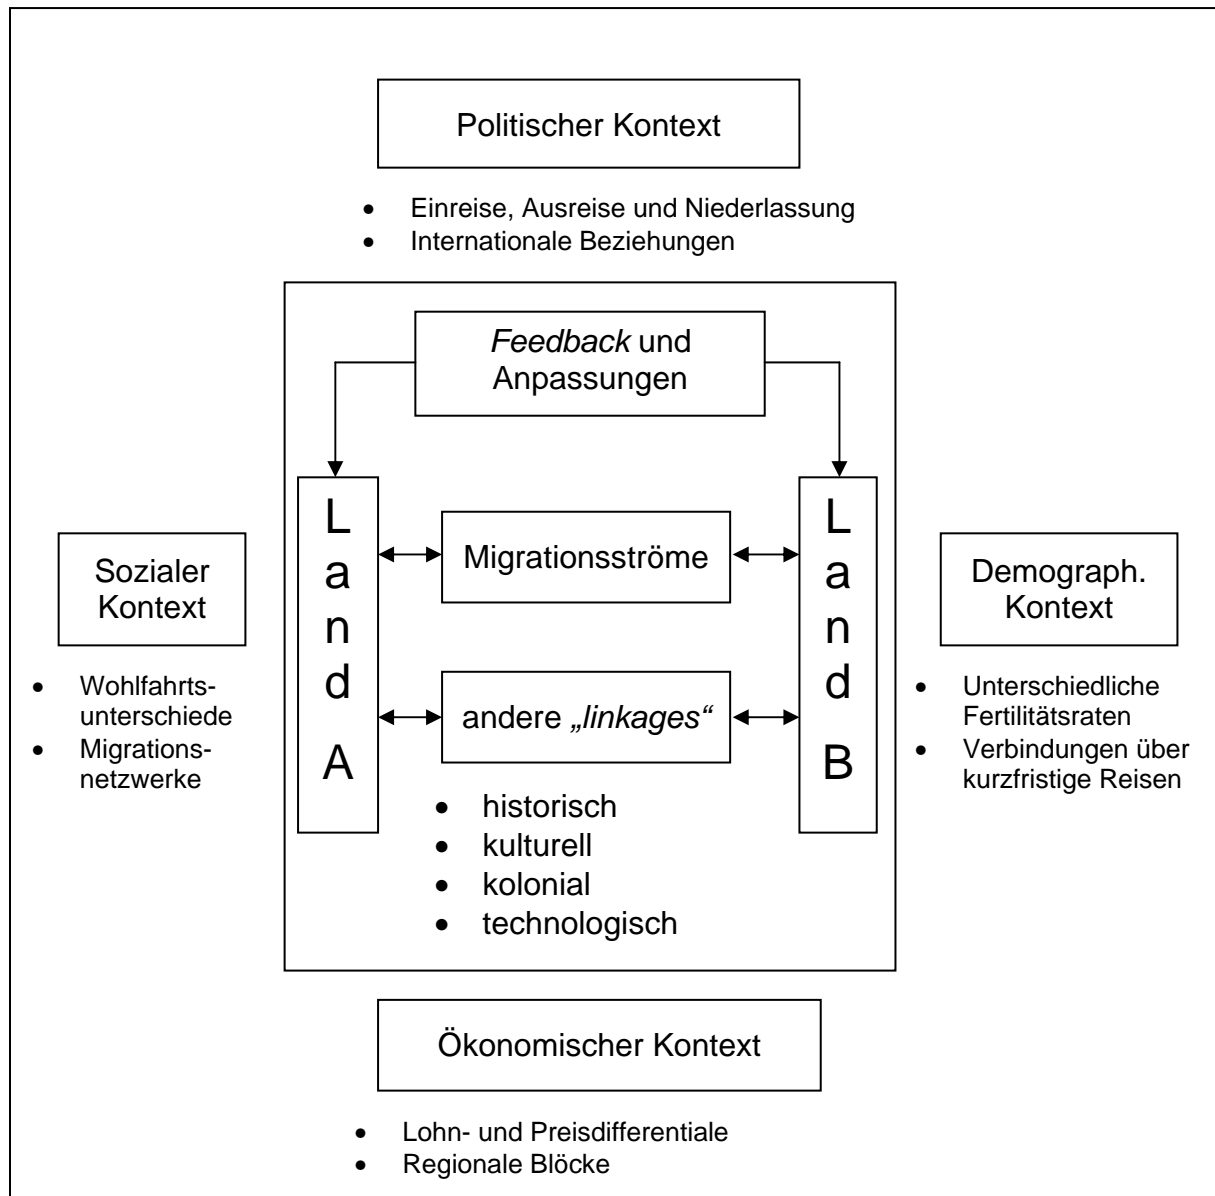 Politischer Kontext
• Einreise, Ausreise und Niederlassung
• Internationale Beziehungen
Feedback und
Anpassungen
Land A
Migrationsströme
andere „linkages“
• historisch
• kulturell
• kolonial
• technologisch
Land B
Sozialer
Kontext
• Wohlfahrts-
unterschiede
• Migrations-
netzwerke
Demograph.
Kontext
• Unterschiedliche
Fertilitätsraten
• Verbindungen über
kurzfristige Reisen
Ökonomischer Kontext
• Lohn- und Preisdifferentiale
• Regionale Blöcke